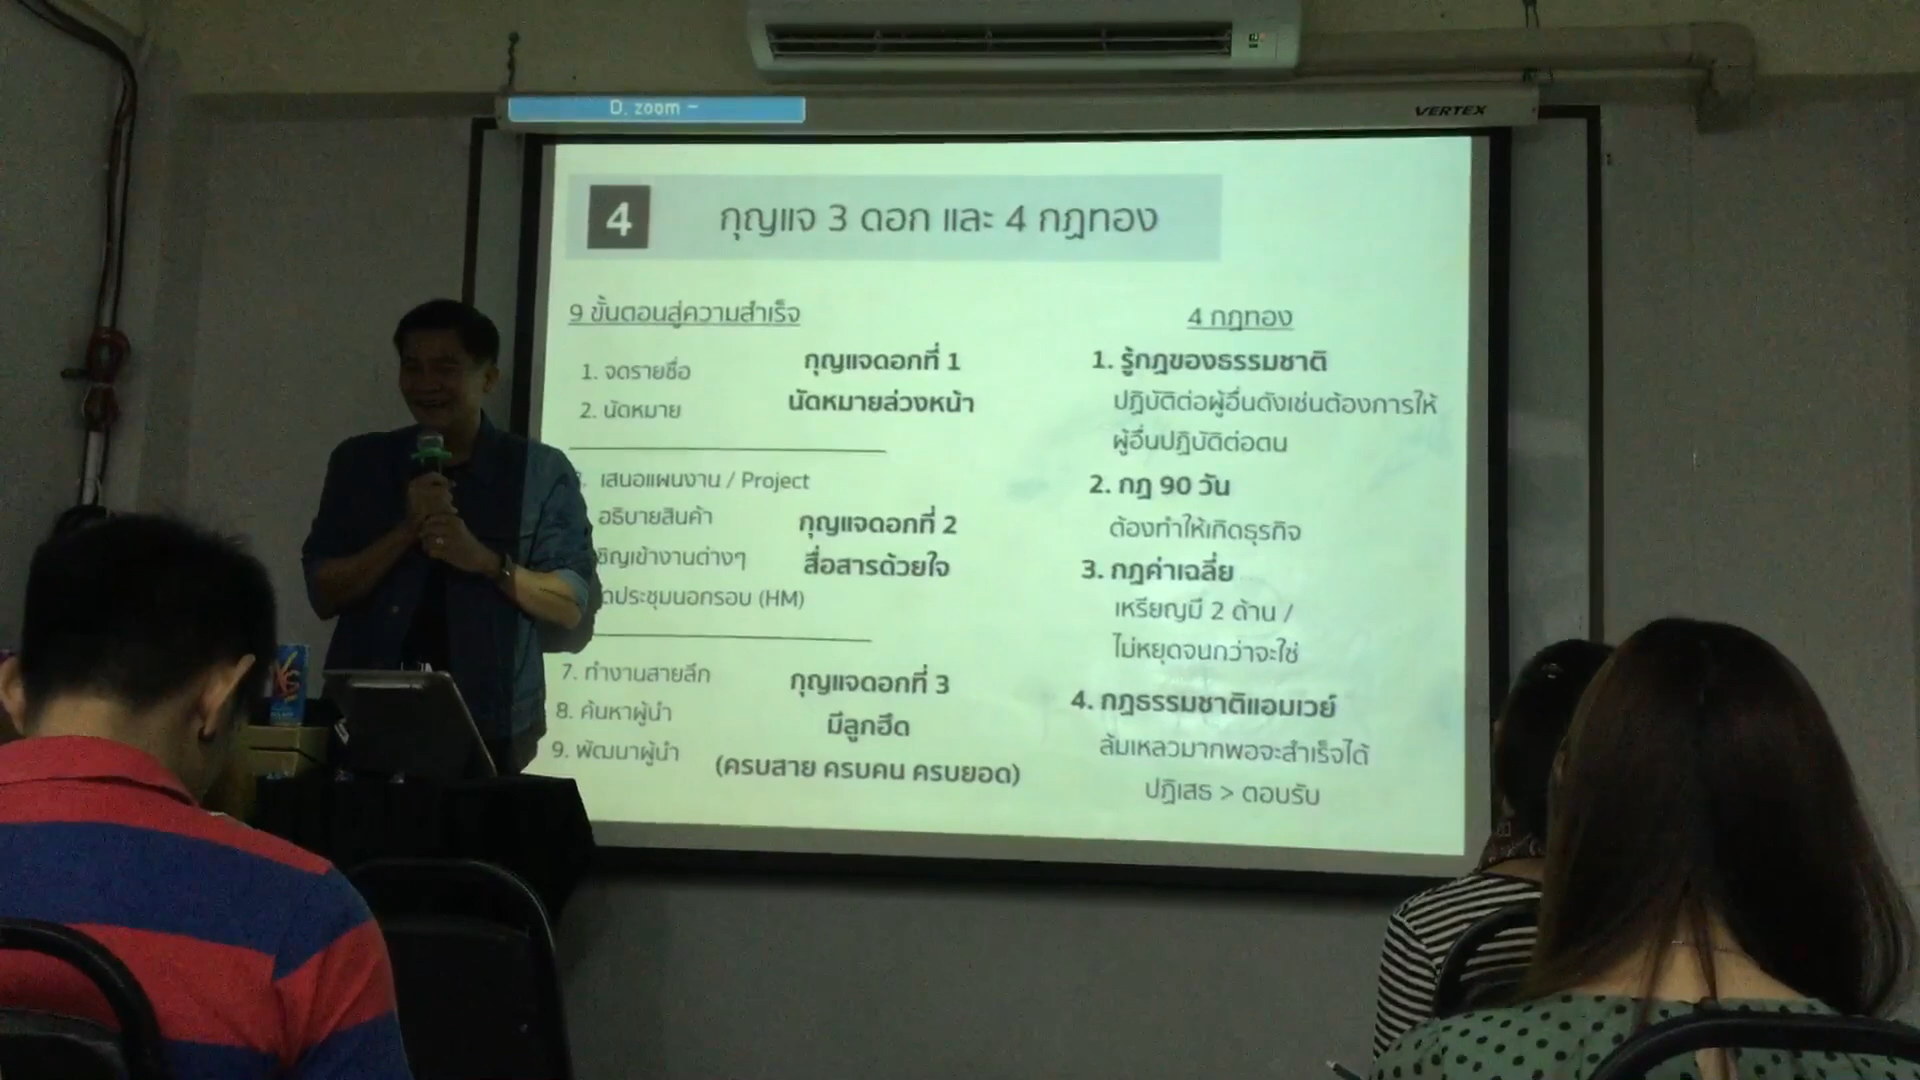 D. zoom ~
VERTEX
4
กุญแจ 3 ดอก และ 4 กฎทอง
9 ขั้นตอนสู่ความสำเร็จ
1. จดรายชื่อ
2. นัดหมาย
กุญแจดอกที่ 1
นัดหมายล่วงหน้า
เสนอแผนงาน / Project
อธิบายสินค้า
ชิญเข้างานต่างๆ
ดประชุมนอกรอบ (HM)
กุญแจดอกที่ 2
สื่อสารด้วยใจ
7. ทำงานสายลึก
8. ค้นหาผู้นำ
9. พัฒนาผู้นำ
กุญแจดอกที่ 3
มีลูกฮึด
(ครบสาย ครบคน ครบยอด)
4 กฎทอง
1. รู้กฎของธรรมชาติ
ปฏิบัติต่อผู้อื่นดังเช่นต้องการให้
ผู้อื่นปฏิบัติต่อตน
2. กฎ 90 วัน
ต้องทำให้เกิดธุรกิจ
3. กฎค่าเฉลี่ย
เหรียญมี 2 ด้าน /
ไม่หยุดจนกว่าจะใช่
4. กฎธรรมชาติแอมเวย์
ล้มเหลวมากพอจะสำเร็จได้
ปฏิเสธ > ตอบรับ
XS